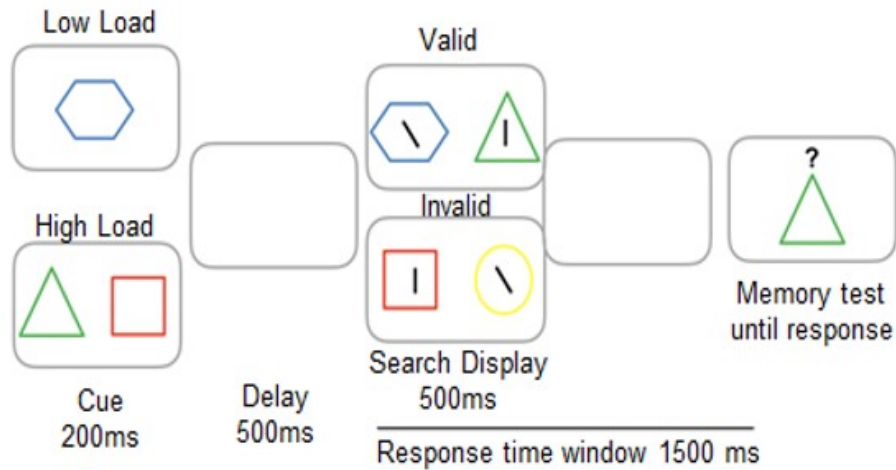 Low Load
High Load
Cue
200ms
Delay
500ms
Valid
Invalid
Search Display
500ms
Response time window 1500 ms
?
Memory test
until response